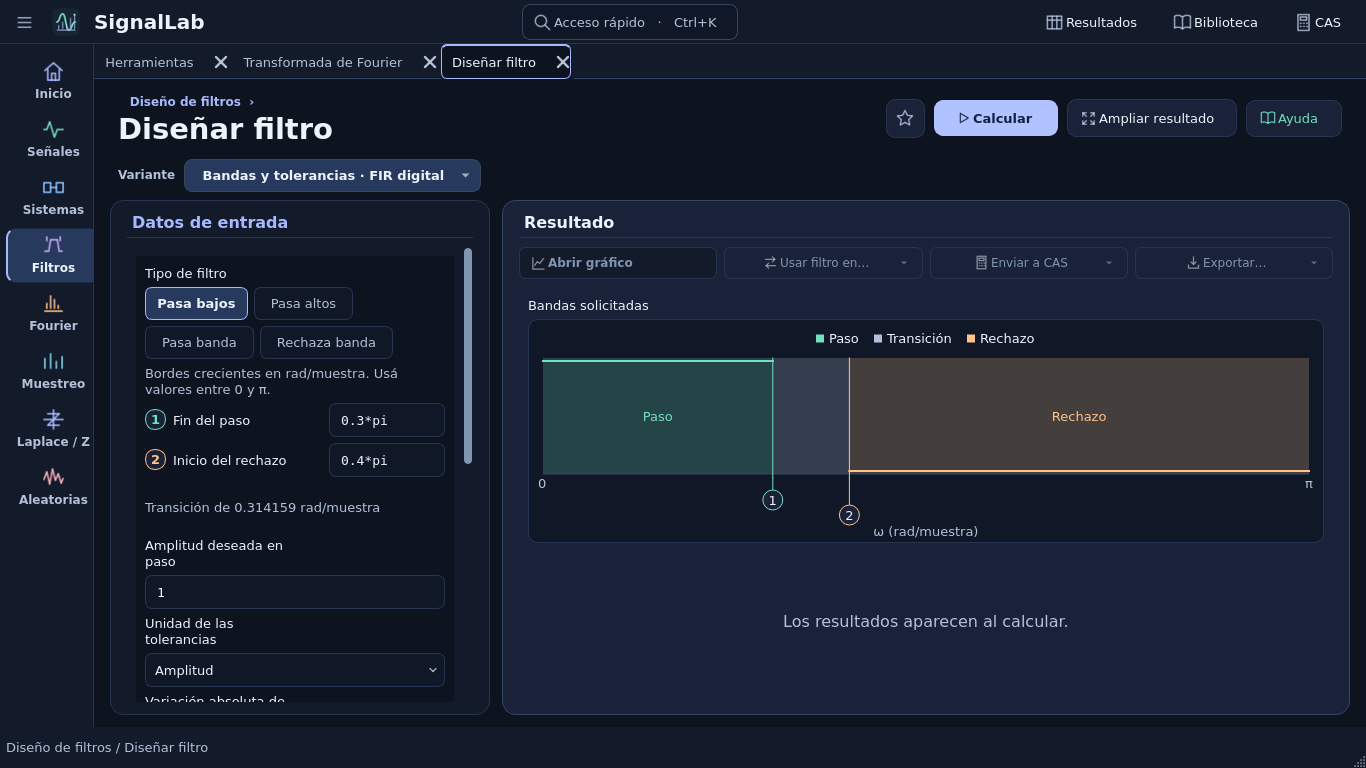 SignalLab
Acceso rápido · Ctrl+K
Resultados
Biblioteca
CAS
Herramientas
Transformada de Fourier
Diseñar filtro
Inicio
Señales
Sistemas
Filtros
Fourier
Muestreo
Laplace / Z
Aleatorias
Diseño de filtros ›
Diseñar filtro
Calcular
Ampliar resultado
Ayuda
Variante
Bandas y tolerancias · FIR digital
Datos de entrada
Tipo de filtro
Pasa bajos
Pasa altos
Pasa banda
Rechaza banda
Bordes crecientes en rad/muestra. Usá
valores entre 0 y π.
1 Fin del paso 0.3*pi
2 Inicio del rechazo 0.4*pi
Transición de 0.314159 rad/muestra
Amplitud deseada en
paso
1
Unidad de las
tolerancias
Amplitud
Variación absoluta de
Resultado
Abrir gráfico
Usar filtro en…
Enviar a CAS
Exportar…
Bandas solicitadas
Paso Transición Rechazo
Paso
Rechazo
0
π
1
2
ω (rad/muestra)
Los resultados aparecen al calcular.
Diseño de filtros / Diseñar filtro